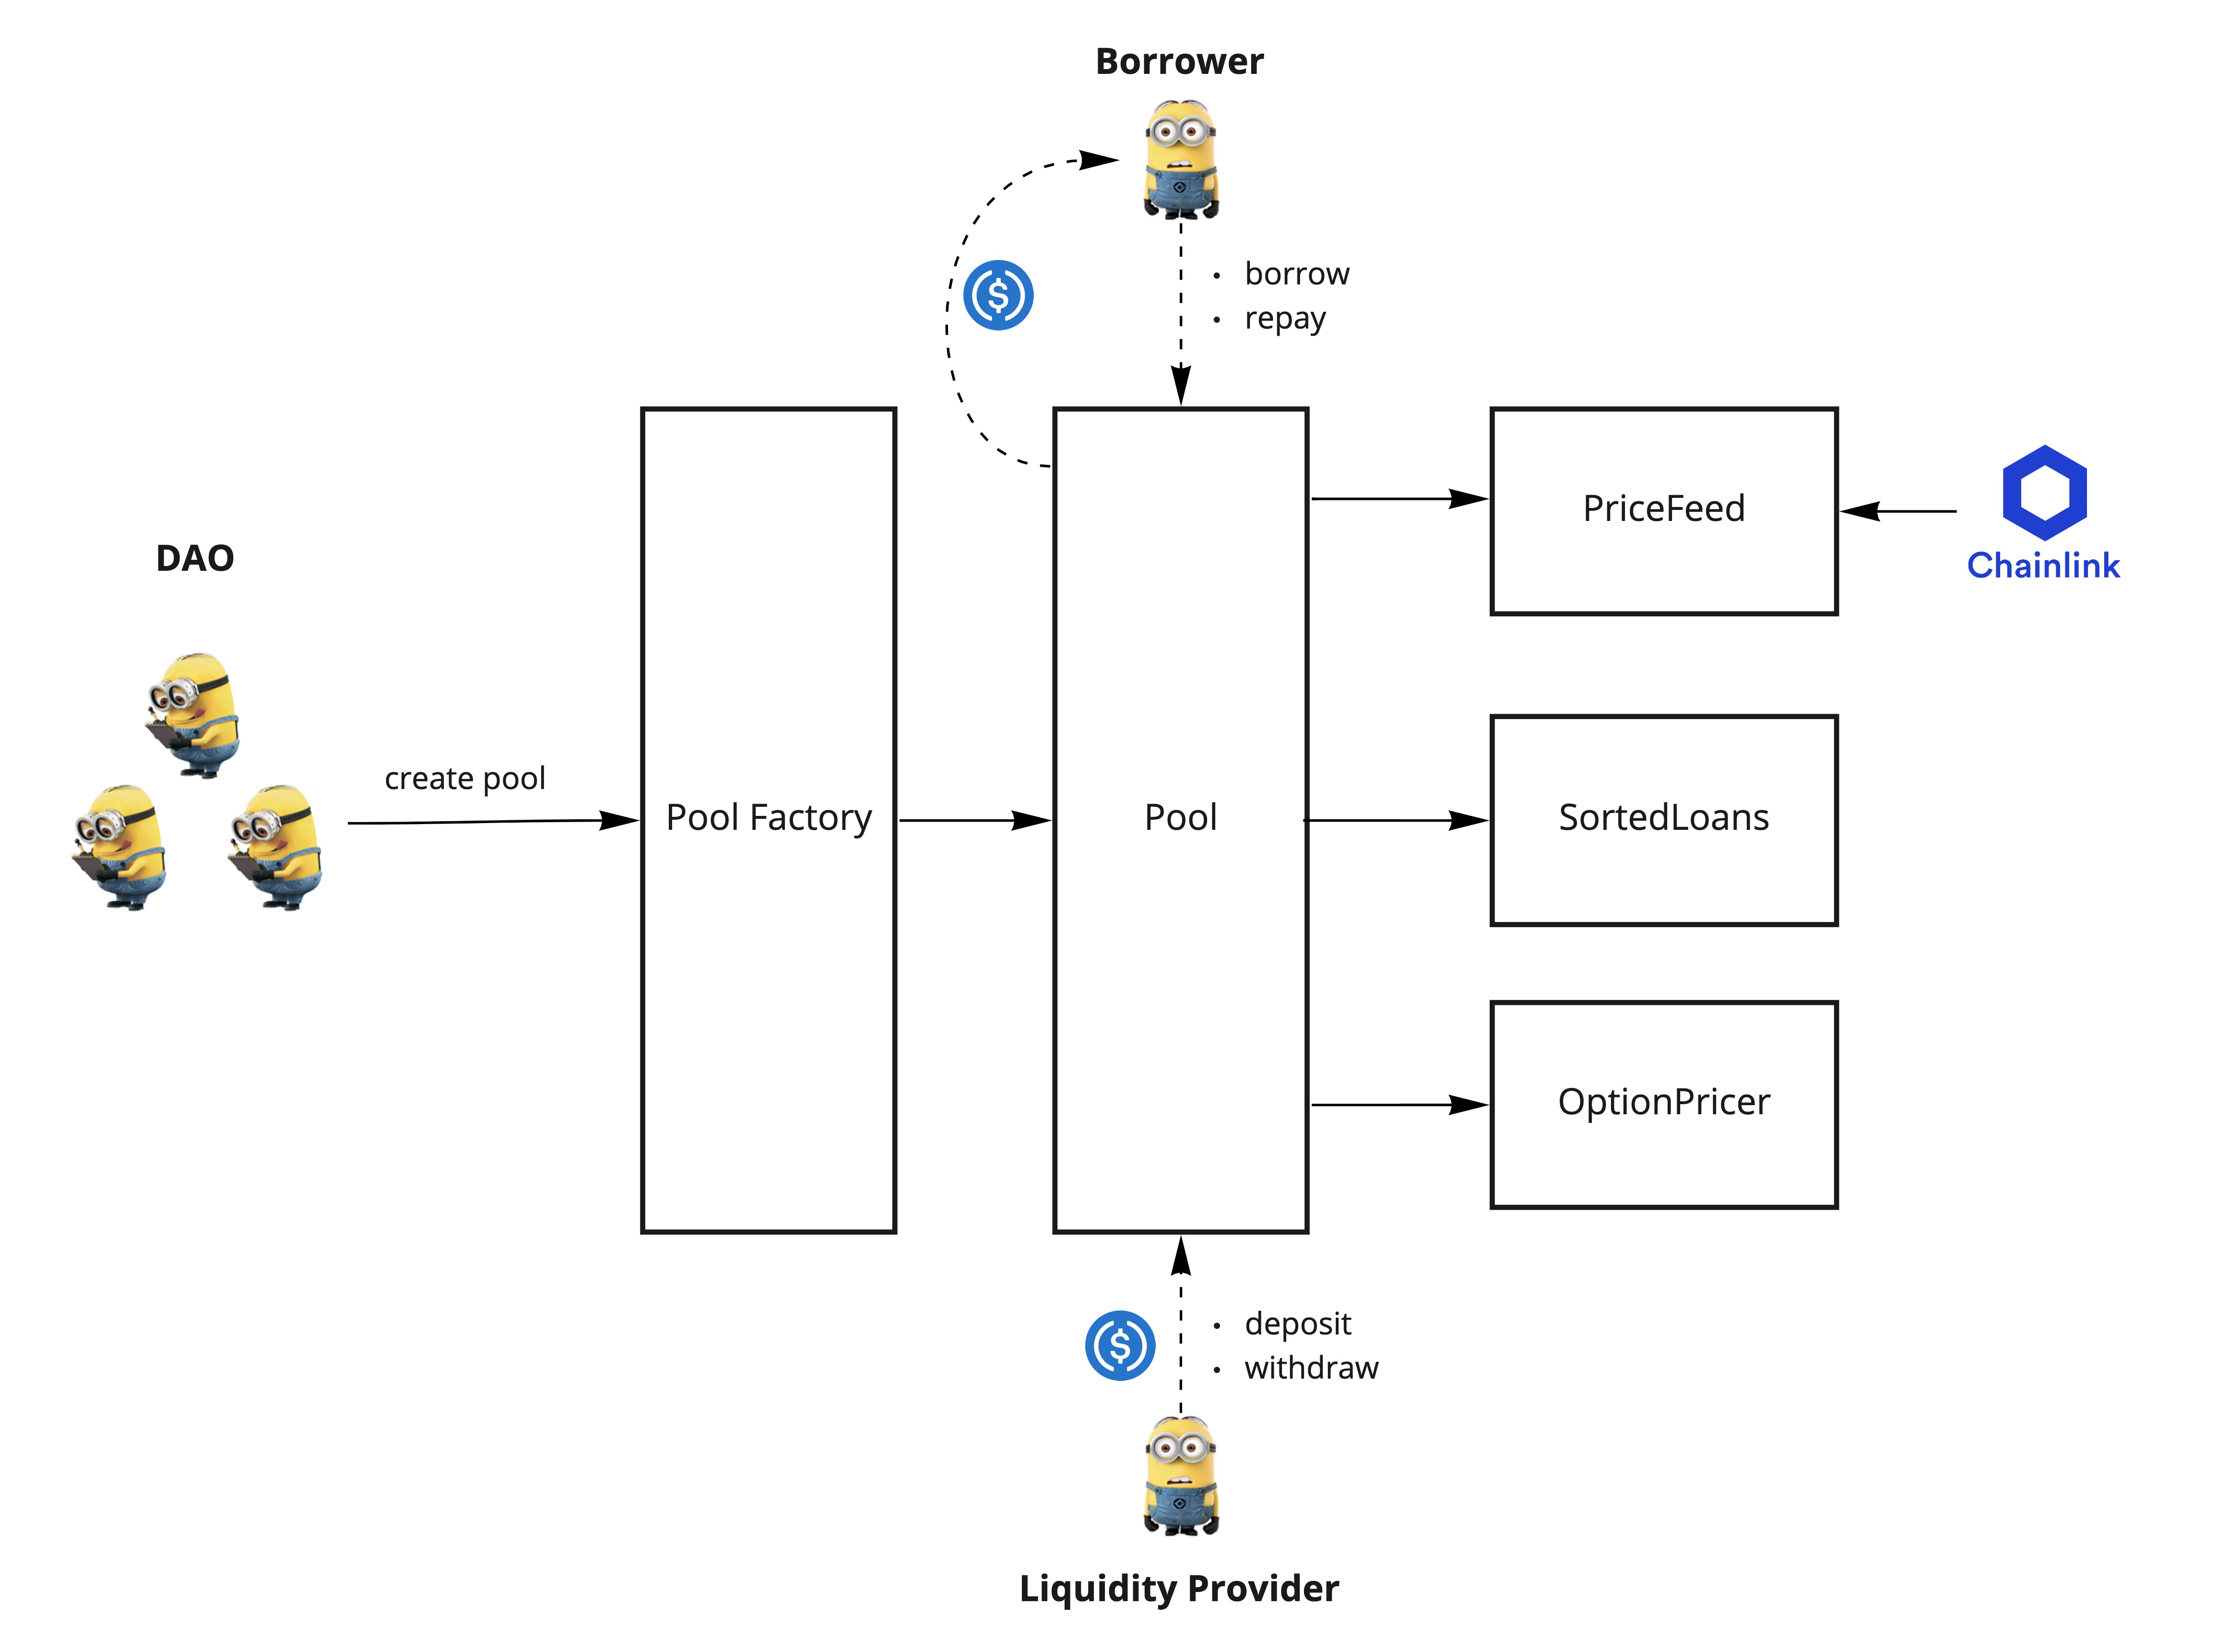 Borrower
• borrow
• repay
DAO
create pool
Pool Factory
Pool
PriceFeed
Chainlink
SortedLoans
OptionPricer
• deposit
• withdraw
Liquidity Provider